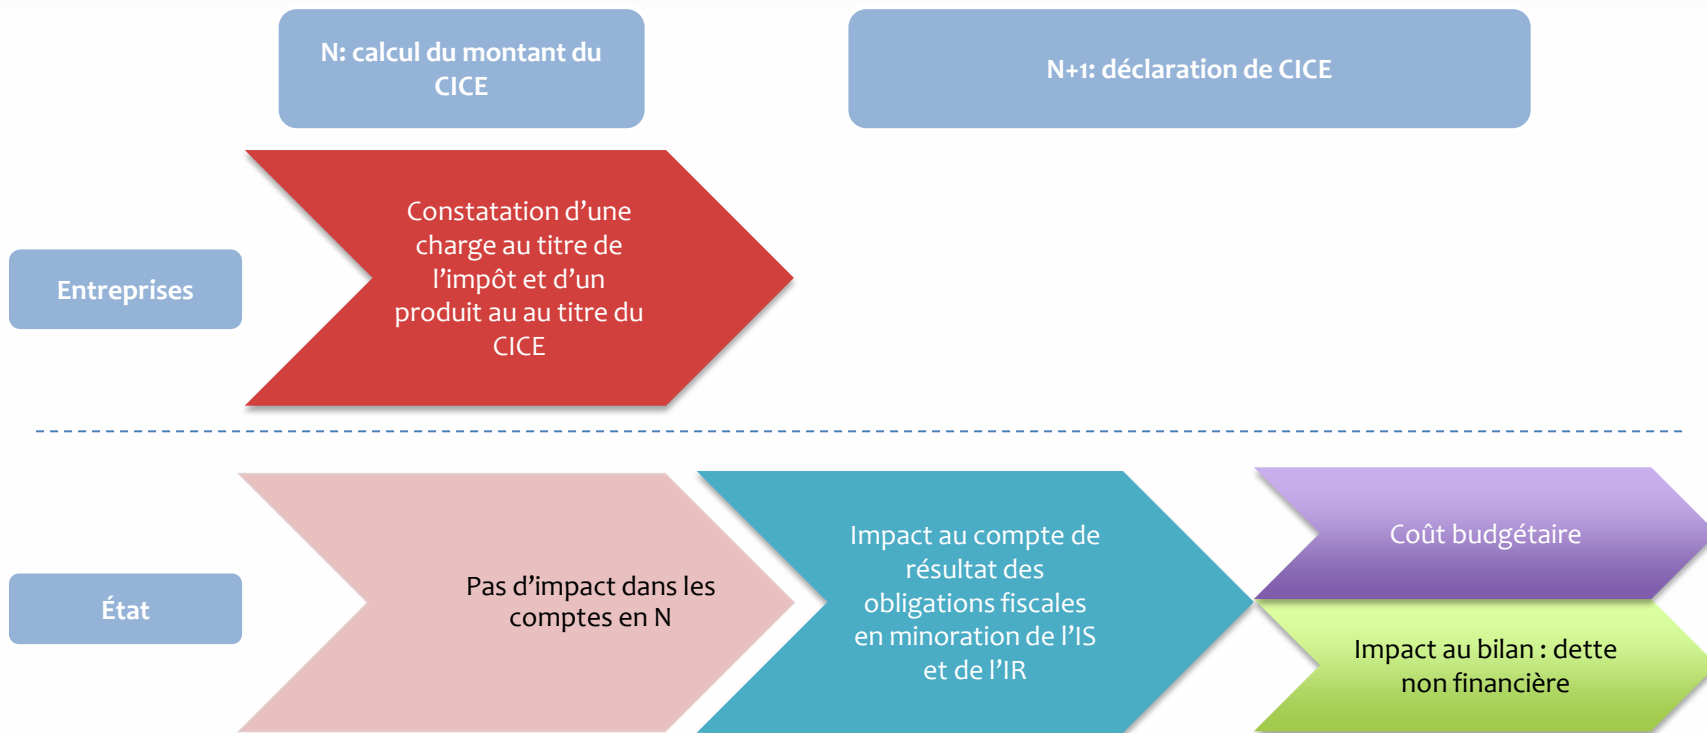 N: calcul du montant du
CICE
N+1: déclaration de CICE
Entreprises
Constatation d’une
charge au titre de
l’impôt et d’un
produit au au titre du
CICE
État
Pas d’impact dans les
comptes en N
Impact au compte de
résultat des
obligations fiscales
en minoration de l’IS
et de l’IR
Coût budgétaire
Impact au bilan : dette
non financière